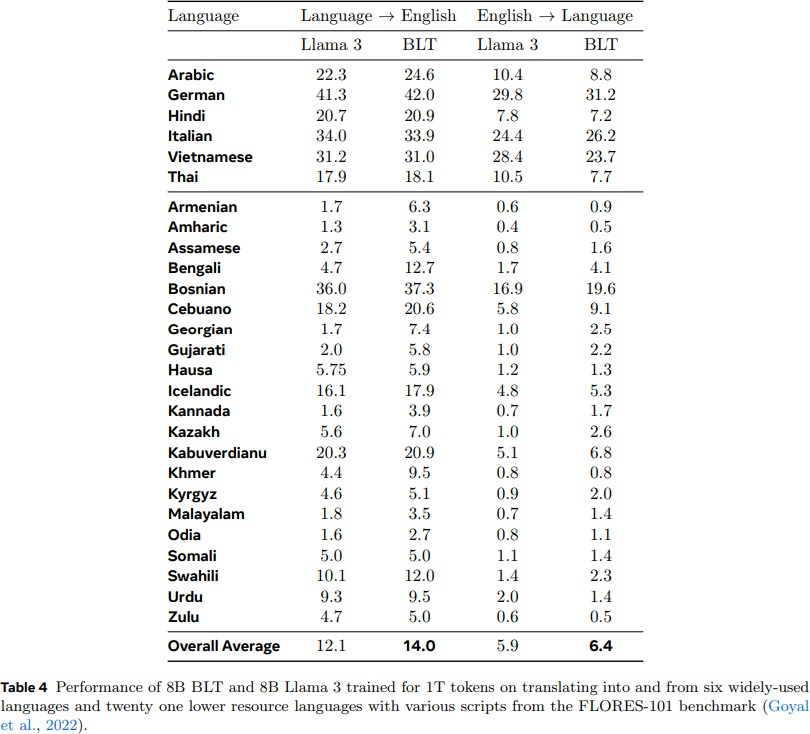 Language Language → English English → Language
Llama 3 BLT Llama 3 BLT
Arabic 22.3 24.6 10.4 8.8
German 41.3 42.0 29.8 31.2
Hindi 20.7 20.9 7.8 7.2
Italian 34.0 33.9 24.4 26.2
Vietnamese 31.2 31.0 28.4 23.7
Thai 17.9 18.1 10.5 7.7
Armenian 1.7 6.3 0.6 0.9
Amharic 1.3 3.1 0.4 0.5
Assamese 2.7 5.4 0.8 1.6
Bengali 4.7 12.7 1.7 4.1
Bosnian 36.0 37.3 16.9 19.6
Cebuano 18.2 20.6 5.8 9.1
Georgian 1.7 7.4 1.0 2.5
Gujarati 2.0 5.8 1.0 2.2
Hausa 5.75 5.9 1.2 1.3
Icelandic 16.1 17.9 4.8 5.3
Kannada 1.6 3.9 0.7 1.7
Kazakh 5.6 7.0 1.0 2.6
Kabuverdianu 20.3 20.9 5.1 6.8
Khmer 4.4 9.5 0.8 0.8
Kyrgyz 4.6 5.1 0.9 2.0
Malayalam 1.8 3.5 0.7 1.4
Odia 1.6 2.7 0.8 1.1
Somali 5.0 5.0 1.1 1.4
Swahili 10.1 12.0 1.4 2.3
Urdu 9.3 9.5 2.0 1.4
Zulu 4.7 5.0 0.6 0.5
Overall Average 12.1 14.0 5.9 6.4
Table 4 Performance of 8B BLT and 8B Llama 3 trained for 1T tokens on translating into and from six widely-used
languages and twenty one lower resource languages with various scripts from the FLORES-101 benchmark (Goyal
et al., 2022).